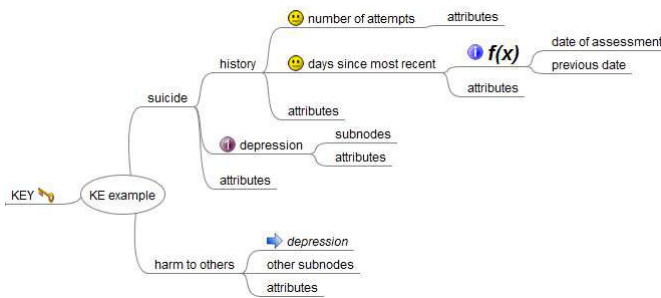 number of attempts
attributes
date of assessment
f(x)
history
days since most recent
previous date
attributes
suicide
attributes
subnodes
depression
attributes
attributes
KEY
KE example
depression
harm to others
other subnodes
attributes